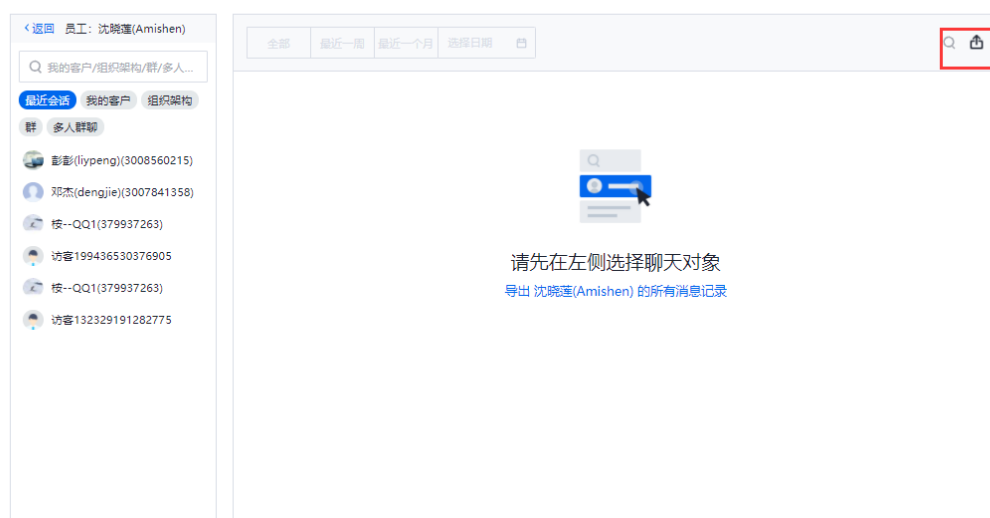 返回 员工：沈晓莲(Amishen)
我的客户/组织架构/群/多人...
最近会话 我的客户 组织架构
群 多人群聊
彭彭(liypeng)(3008560215)
邓杰(dengjie)(3007841358)
桉--QQ1(379937263)
访客199436530376905
桉--QQ1(379937263)
访客132329191282775
全部 最近一周 最近一个月 选择日期
请先在左侧选择聊天对象
导出 沈晓莲(Amishen) 的所有消息记录